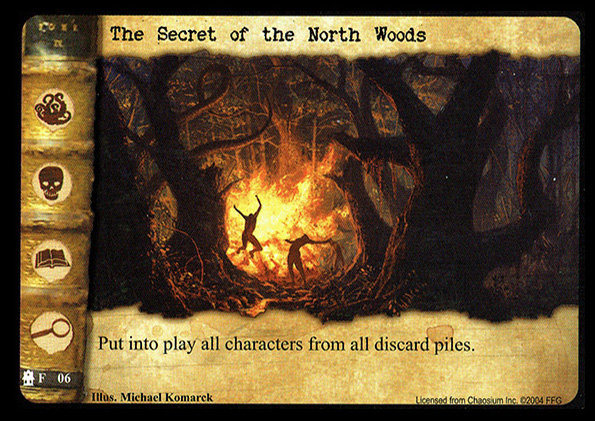 The Secret of the North Woods
Put into play all characters from all discard piles.
F 06
Illus. Michael Komarck
Licensed from Chaosium Inc. ©2004 FFG